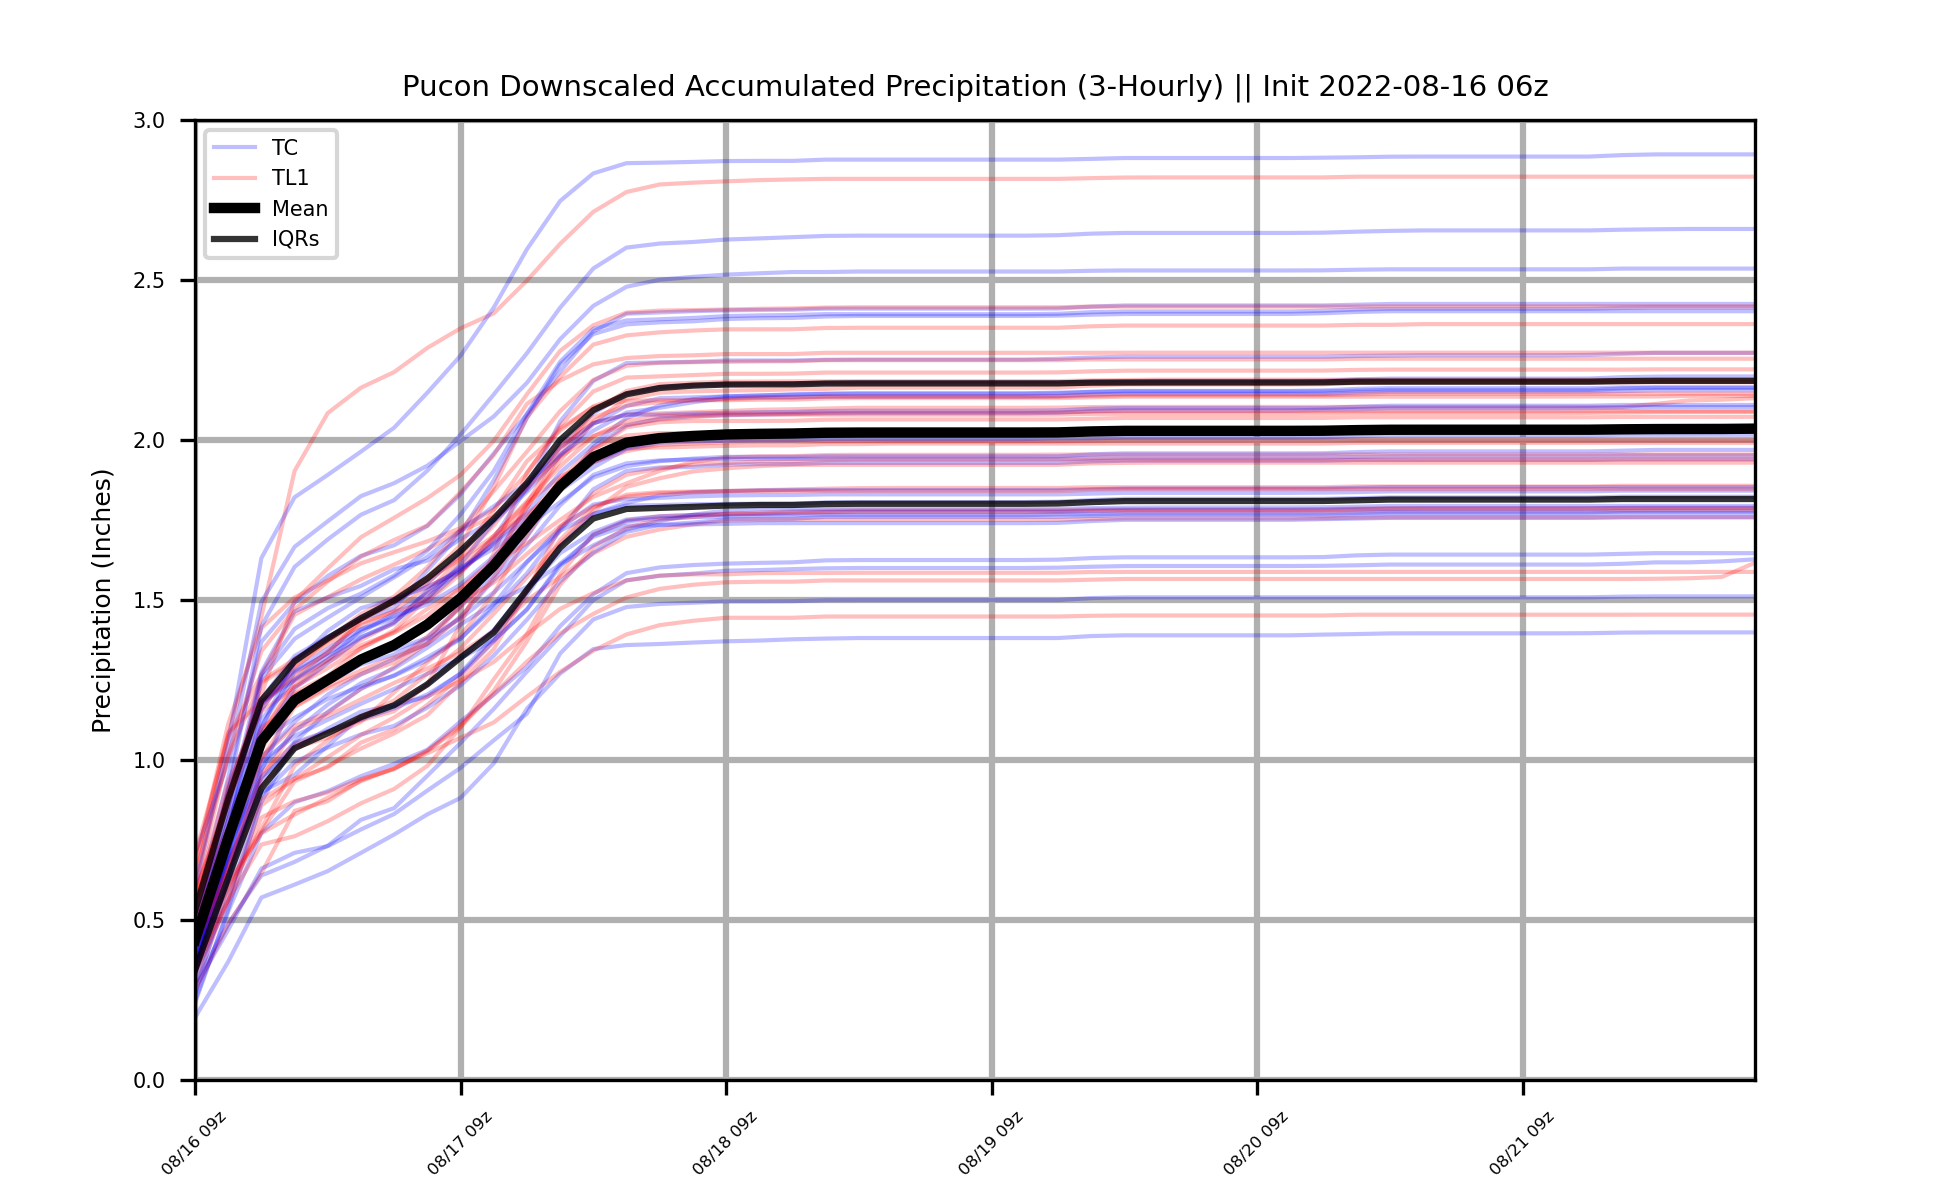 Pucon Downscaled Accumulated Precipitation (3-Hourly) || Init 2022-08-16 06z
3.0
2.5
2.0
1.5
1.0
0.5
0.0
Precipitation (Inches)
TC
TL1
Mean
IQRs
08/16 09z
08/17 09z
08/18 09z
08/19 09z
08/20 09z
08/21 09z